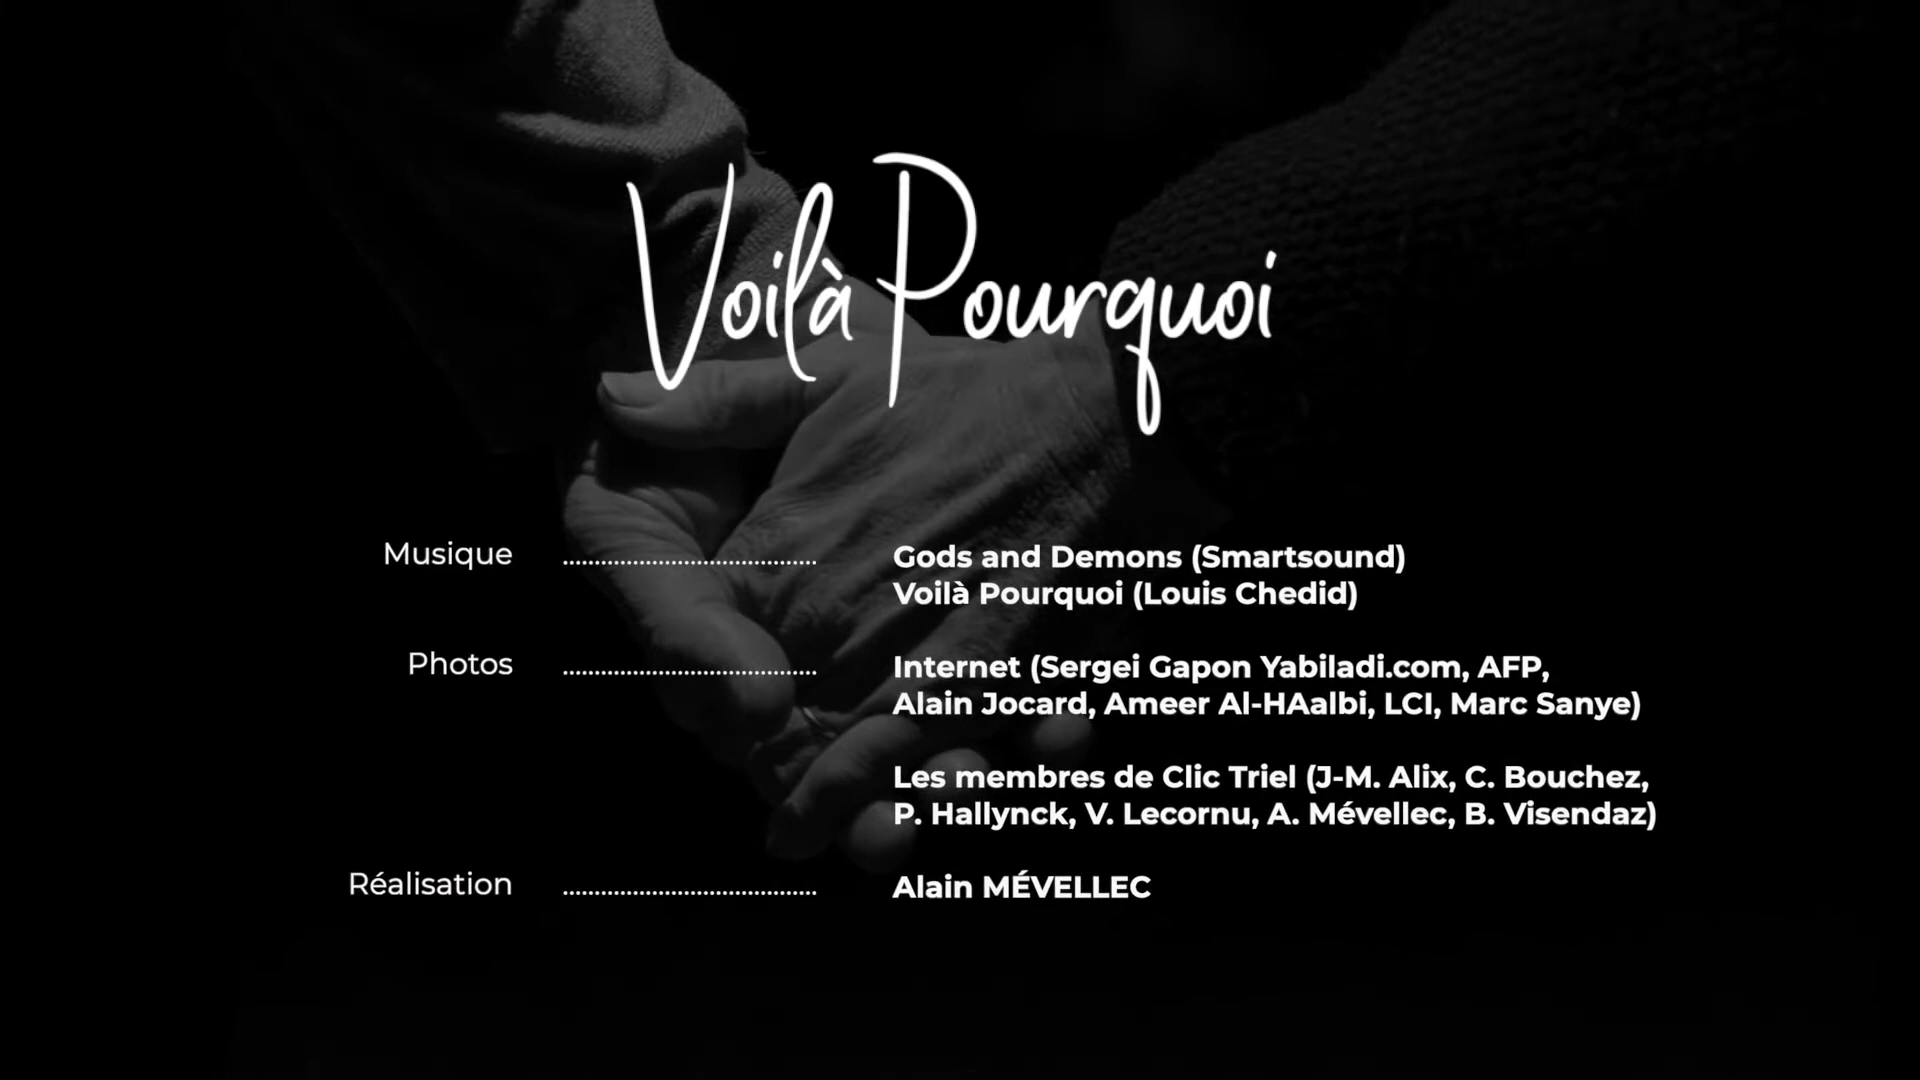 Voilà Pourquoi
Musique ........................................ Gods and Demons (Smartsound)
Voilà Pourquoi (Louis Chedid)
Photos ........................................ Internet (Sergei Gapon Yabiladi.com, AFP,
Alain Jocard, Ameer Al-HAalbi, LCI, Marc Sanye)
Les membres de Clic Triel (J-M. Alix, C. Bouchez,
P. Hallynck, V. Lecornu, A. Mévellec, B. Visendaz)
Réalisation ........................................ Alain MÉVELLEC